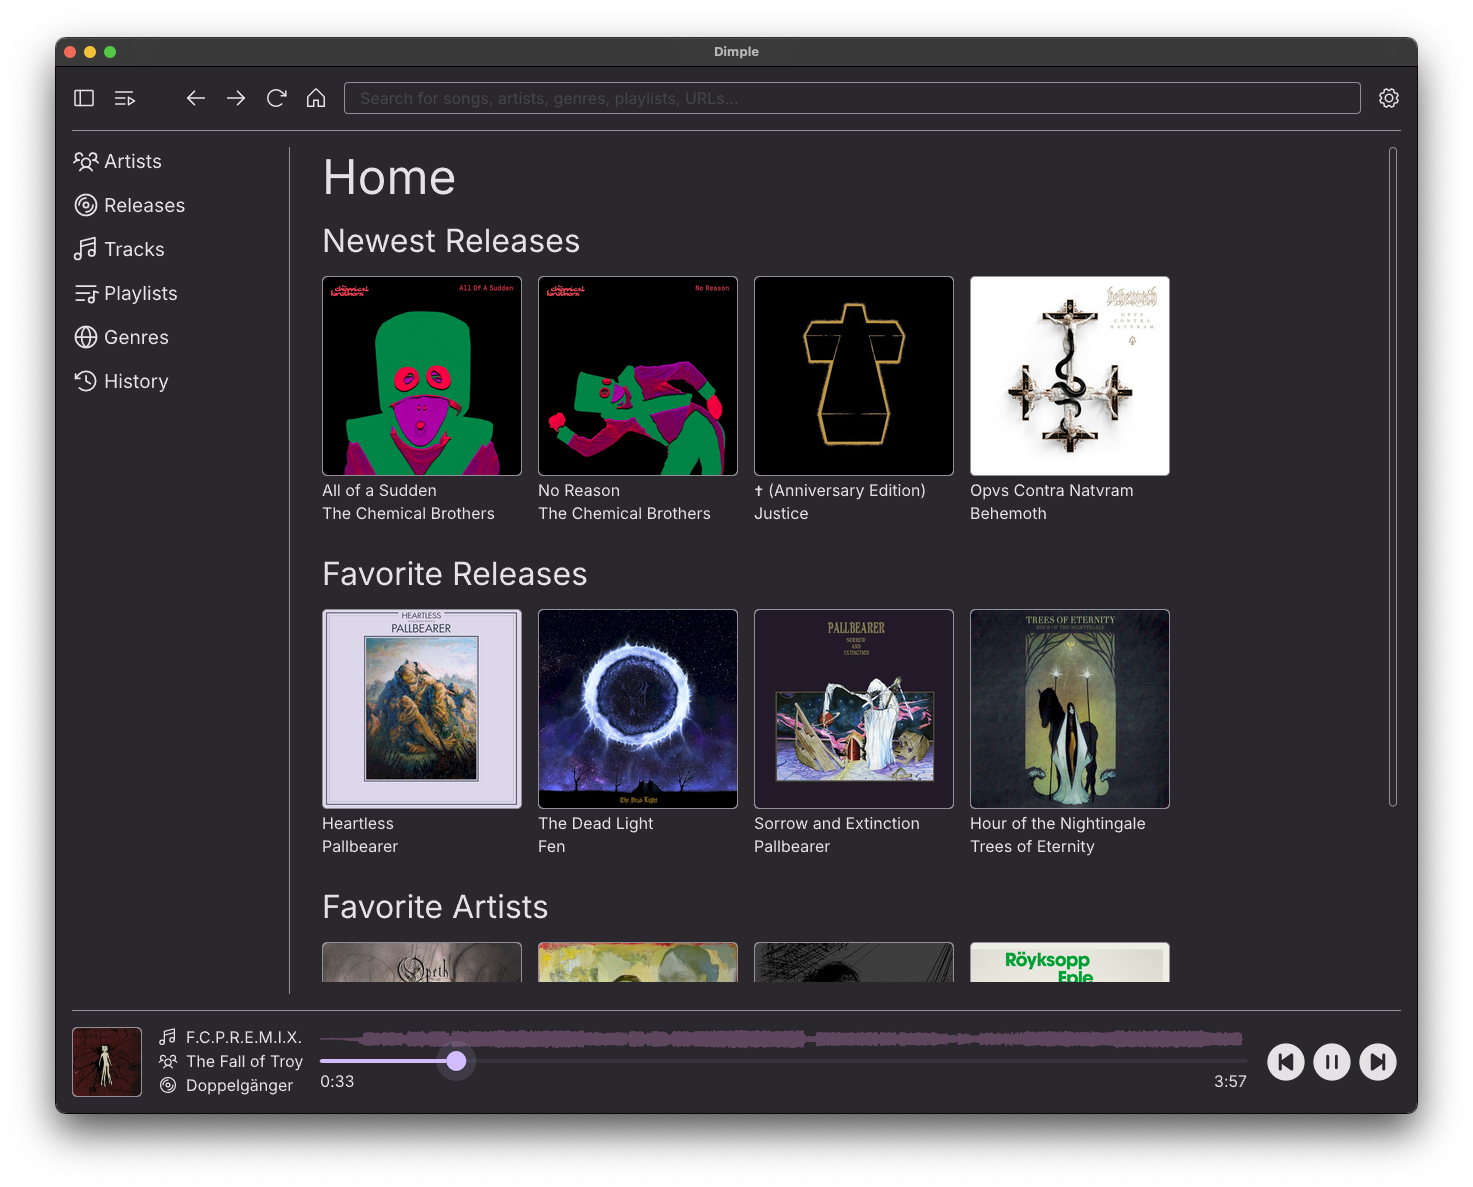 Dimple
Search for songs, artists, genres, playlists, URLs...
Artists
Releases
Tracks
Playlists
Genres
History
Home
Newest Releases
the chemical brothers
All Of A Sudden
the chemical brothers
No Reason
behemoth
OPVS
CONTRA
NATVRAM
All of a Sudden
The Chemical Brothers
No Reason
The Chemical Brothers
✝ (Anniversary Edition)
Justice
Opvs Contra Natvram
Behemoth
Favorite Releases
HEARTLESS
PALLBEARER
The Dead Light
PALLBEARER
SORROW
AND
EXTINCTION
TREES OF ETERNITY
HOUR OF THE NIGHTINGALE
Heartless
Pallbearer
The Dead Light
Fen
Sorrow and Extinction
Pallbearer
Hour of the Nightingale
Trees of Eternity
Favorite Artists
Opeth
Röyksopp
Eple
F.C.P.R.E.M.I.X.
The Fall of Troy
Doppelgänger
0:33
3:57